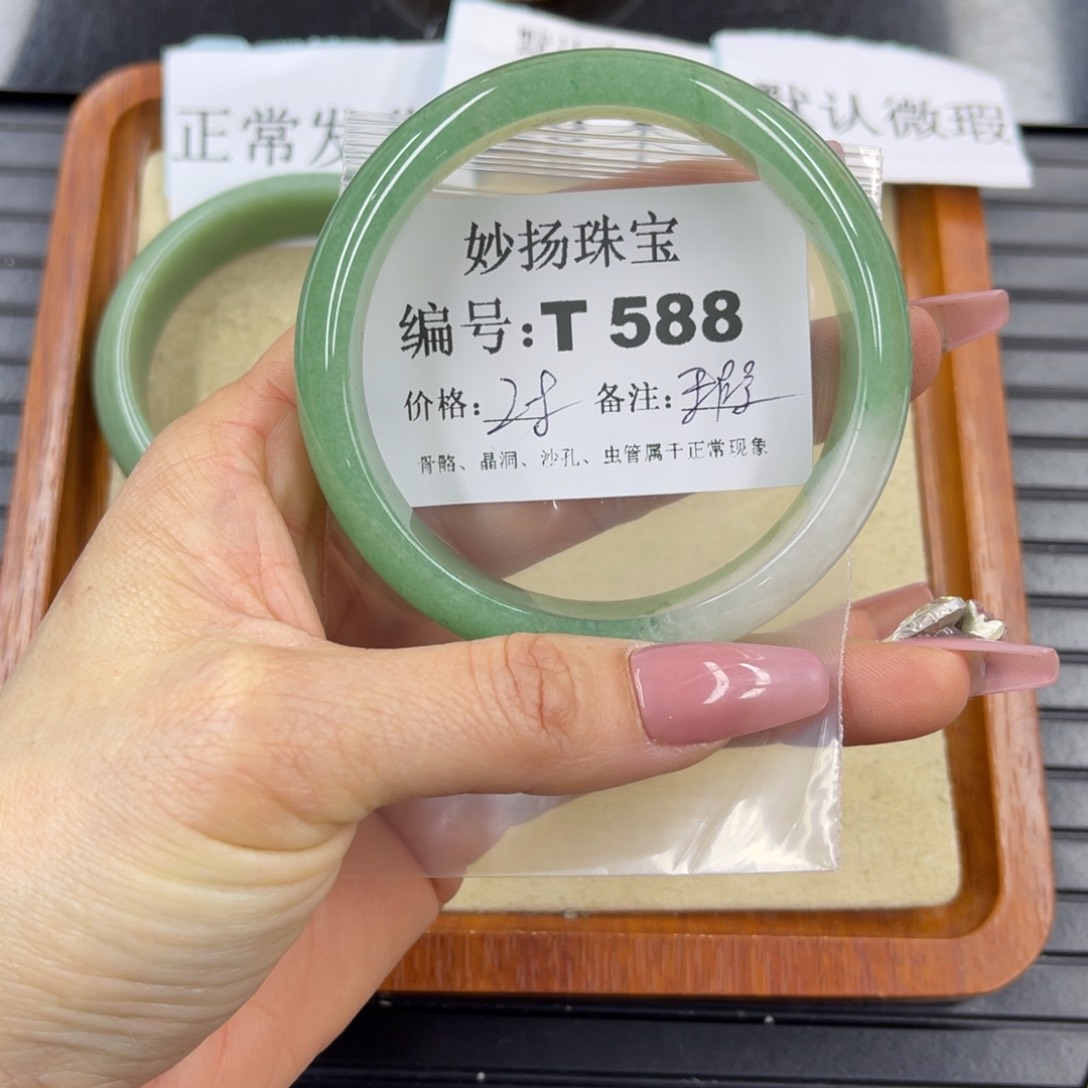 正常发
默认微瑕
妙扬珠宝
编号:T 588
价格: 备注:
骨骼、晶洞、沙孔、虫管属于正常现象